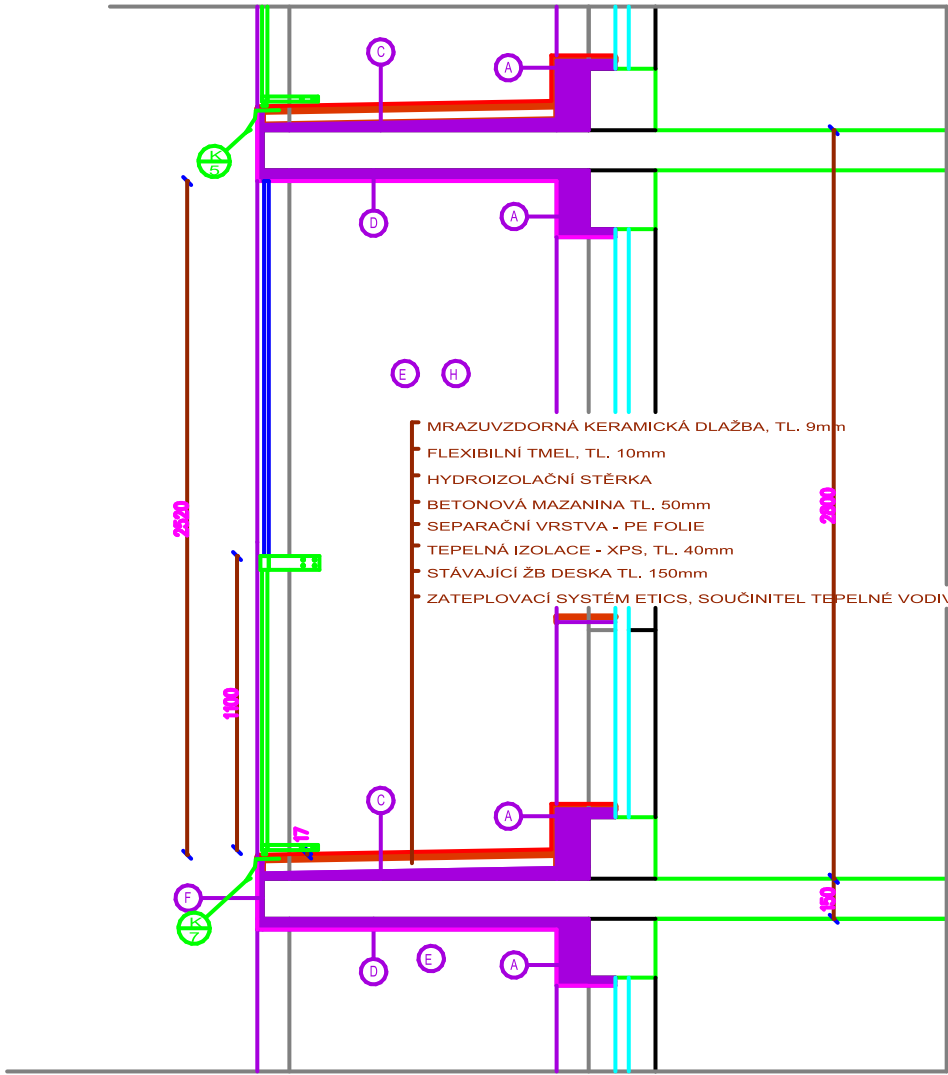 C
A
K
5
D
A
E H
MRAZUVZDORNÁ KERAMICKÁ DLAŽBA, TL. 9mm
FLEXIBILNÍ TMEL, TL. 10mm
HYDROIZOLAČNÍ STĚRKA
BETONOVÁ MAZANINA TL. 50mm
SEPARAČNÍ VRSTVA - PE FOLIE
TEPELNÁ IZOLACE - XPS, TL. 40mm
STÁVAJÍCÍ ŽB DESKA TL. 150mm
ZATEPLOVACÍ SYSTÉM ETICS, SOUČINITEL TEPELNÉ
2520
2800
1100
C
A
17
F
K
7
150
D
E
A